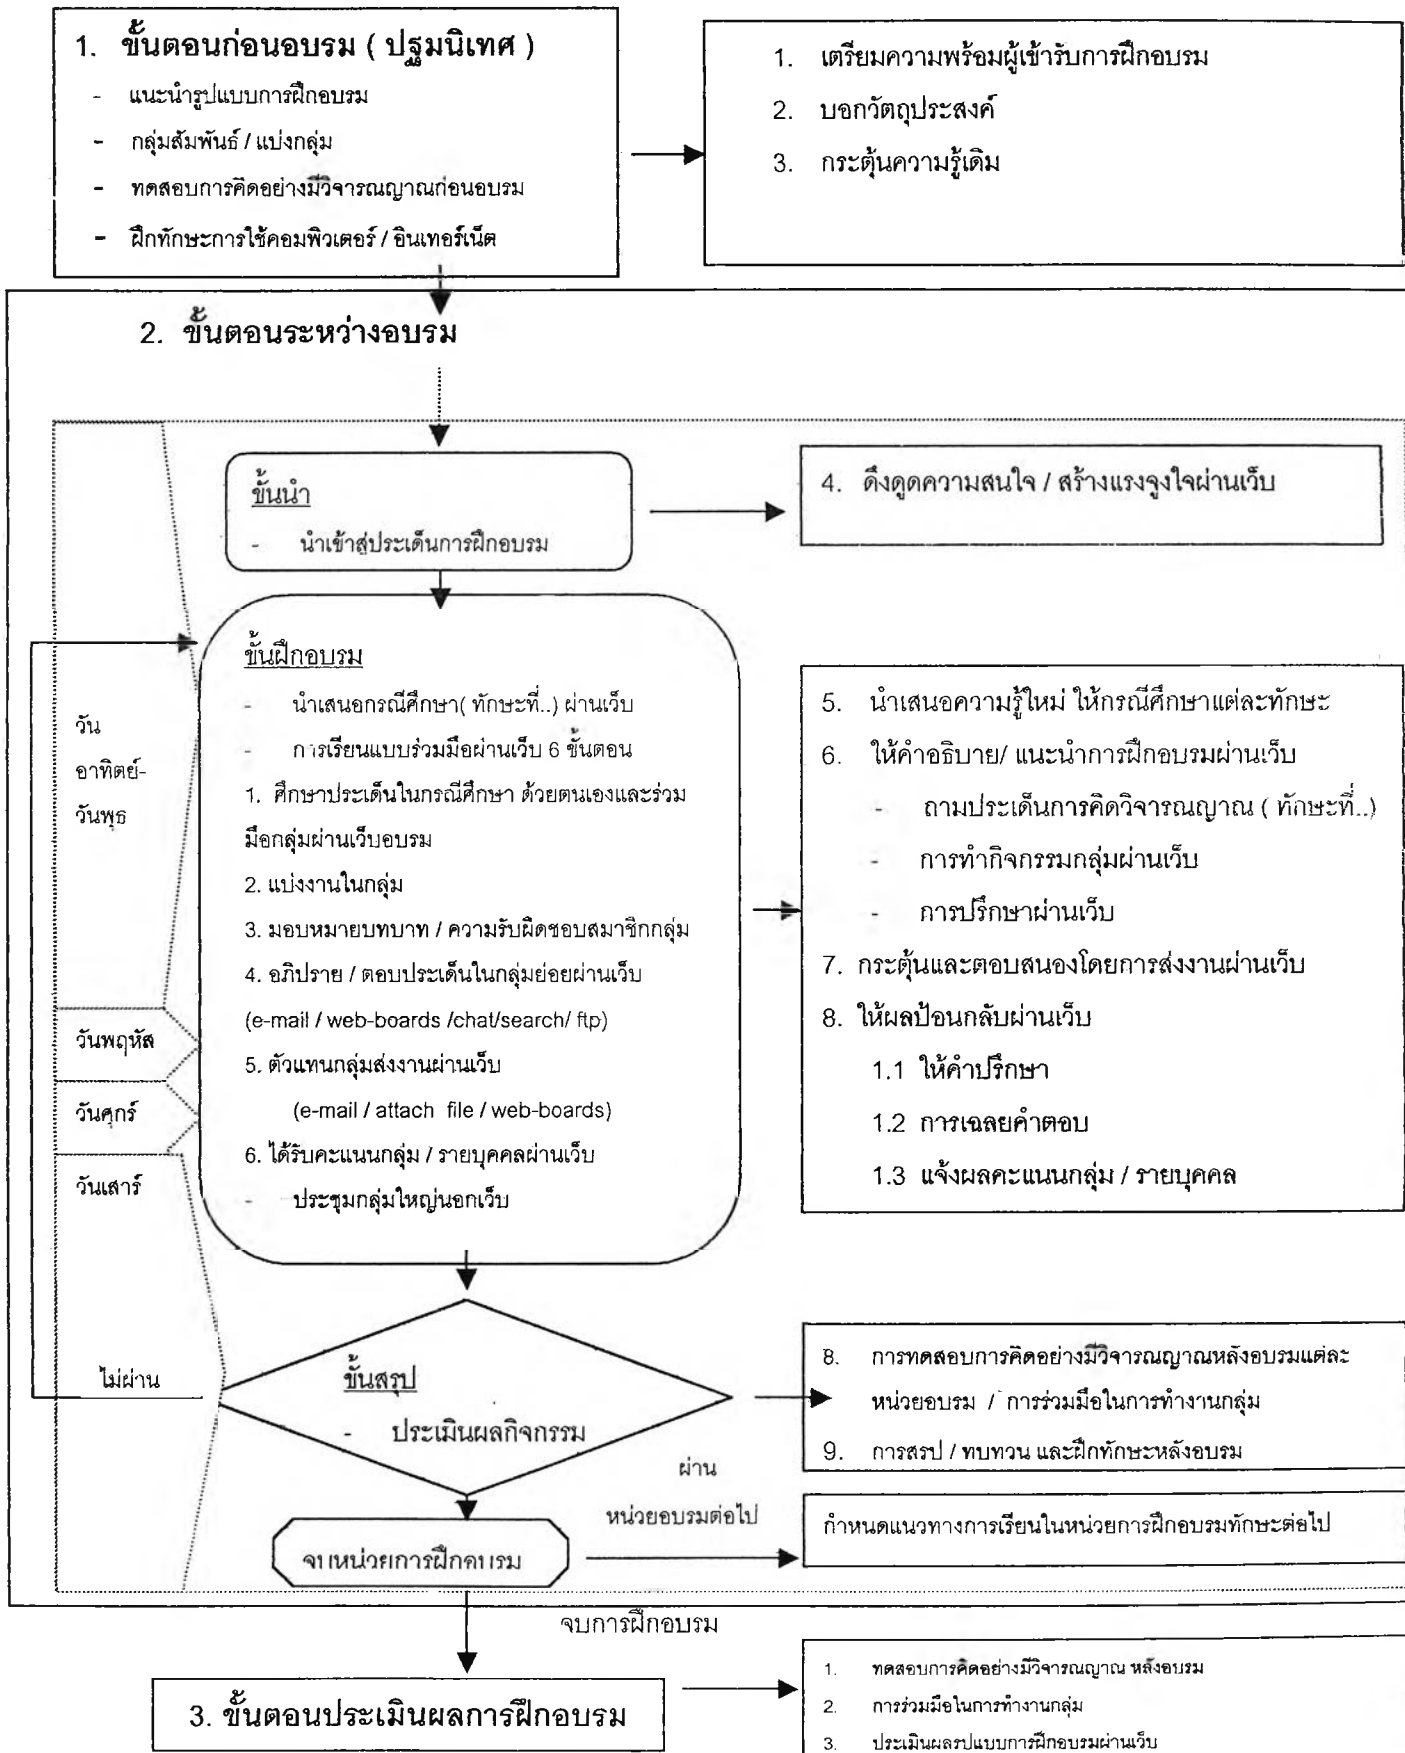 1. ขั้นตอนก่อนอบรม ( ปฐมนิเทศ )
- แนะนำรูปแบบการฝึกอบรม
- กลุ่มสัมพันธ์ / แบ่งกลุ่ม
- ทดสอบการคิดอย่างมีวิจารณญาณก่อนอบรม
- ฝึกทักษะการใช้คอมพิวเตอร์ / อินเทอร์เน็ต
1. เตรียมความพร้อมผู้เข้ารับการฝึกอบรม
2. บอกวัตถุประสงค์
3. กระตุ้นความรู้เดิม
2. ขั้นตอนระหว่างอบรม
ขั้นนำ
- นำเข้าสู่ประเด็นการฝึกอบรม
4. ดึงดูดความสนใจ / สร้างแรงจูงใจผ่านเว็บ
วัน
อาทิตย์-
วันพุธ
วันพฤหัส
วันศุกร์
วันเสาร์
ขั้นฝึกอบรม
- นำเสนอกรณีศึกษา( ทักษะที่..) ผ่านเว็บ
- การเรียนแบบร่วมมือผ่านเว็บ 6 ขั้นตอน
1. ศึกษาประเด็นในกรณีศึกษา ด้วยตนเองและร่วม
มือกลุ่มผ่านเว็บอบรม
2. แบ่งงานในกลุ่ม
3. มอบหมายบทบาท / ความรับผิดชอบสมาชิกกลุ่ม
4. อภิปราย / ตอบประเด็นในกลุ่มย่อยผ่านเว็บ
(e-mail / web-boards /chat/search/ ftp)
5. ตัวแทนกลุ่มส่งงานผ่านเว็บ
(e-mail / attach file / web-boards)
6. ได้รับคะแนนกลุ่ม / รายบุคคลผ่านเว็บ
- ประชุมกลุ่มใหญ่นอกเว็บ
5. นำเสนอความรู้ใหม่ ให้กรณีศึกษาแต่ละทักษะ
6. ให้คำอธิบาย/ แนะนำการฝึกอบรมผ่านเว็บ
- ถามประเด็นการคิดวิจารณญาณ ( ทักษะที่..)
- การทำกิจกรรมกลุ่มผ่านเว็บ
- การปรึกษาผ่านเว็บ
7. กระตุ้นและตอบสนองโดยการส่งงานผ่านเว็บ
8. ให้ผลป้อนกลับผ่านเว็บ
1.1 ให้คำปรึกษา
1.2 การเฉลยคำตอบ
1.3 แจ้งผลคะแนนกลุ่ม / รายบุคคล
ไม่ผ่าน
ขั้นสรุป
- ประเมินผลกิจกรรม
ผ่าน
หน่วยอบรมต่อไป
8. การทดสอบการคิดอย่างมีวิจารณญาณหลังอบรมแต่ละ
หน่วยอบรม / การร่วมมือในการทำงานกลุ่ม
9. การสรุป / ทบทวน และฝึกทักษะหลังอบรม
จบหน่วยการฝึกอบรม
กำหนดแนวทางการเรียนในหน่วยการฝึกอบรมทักษะต่อไป
จบการฝึกอบรม
3. ขั้นตอนประเมินผลการฝึกอบรม
1. ทดสอบการคิดอย่างมีวิจารณญาณ หลังอบรม
2. การร่วมมือในการทำงานกลุ่ม
3. ประเมินผลรูปแบบการฝึกอบรมผ่านเว็บ